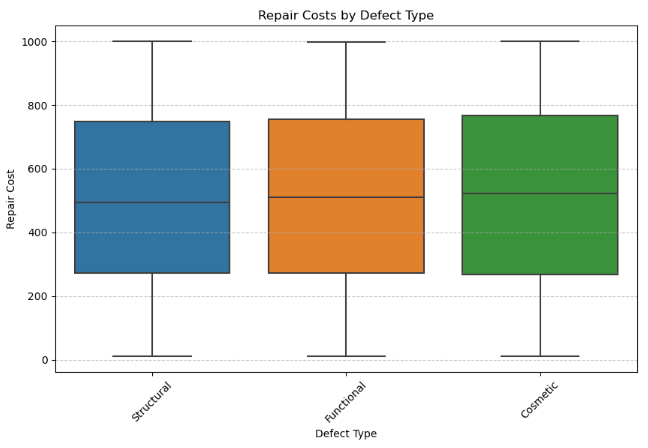 Repair Costs by Defect Type
1000
800
600
400
200
0
Repair Cost
Structural
Functional
Cosmetic
Defect Type